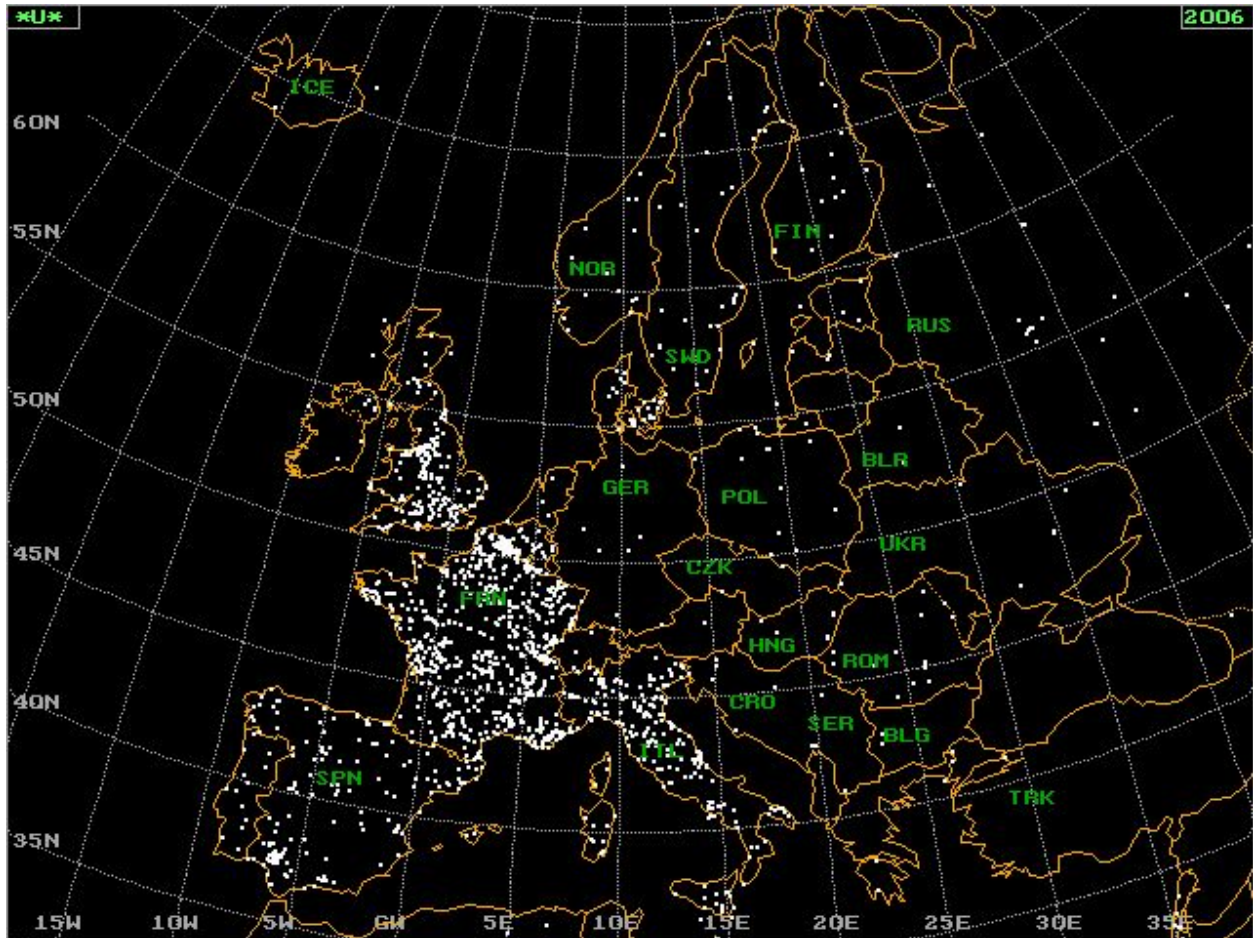 *U* 2006
ICE
60N
55N
FIN
NOR
RUS
SWD
50N
BLR
GER
POL
UKR
45N
CZK
FRN
HNG
ROM
40N
CRO
SER
BLG
ITL
SPN
TRK
35N
15W 10W 5W GW 5E 10E 15E 20E 25E 30E 35E